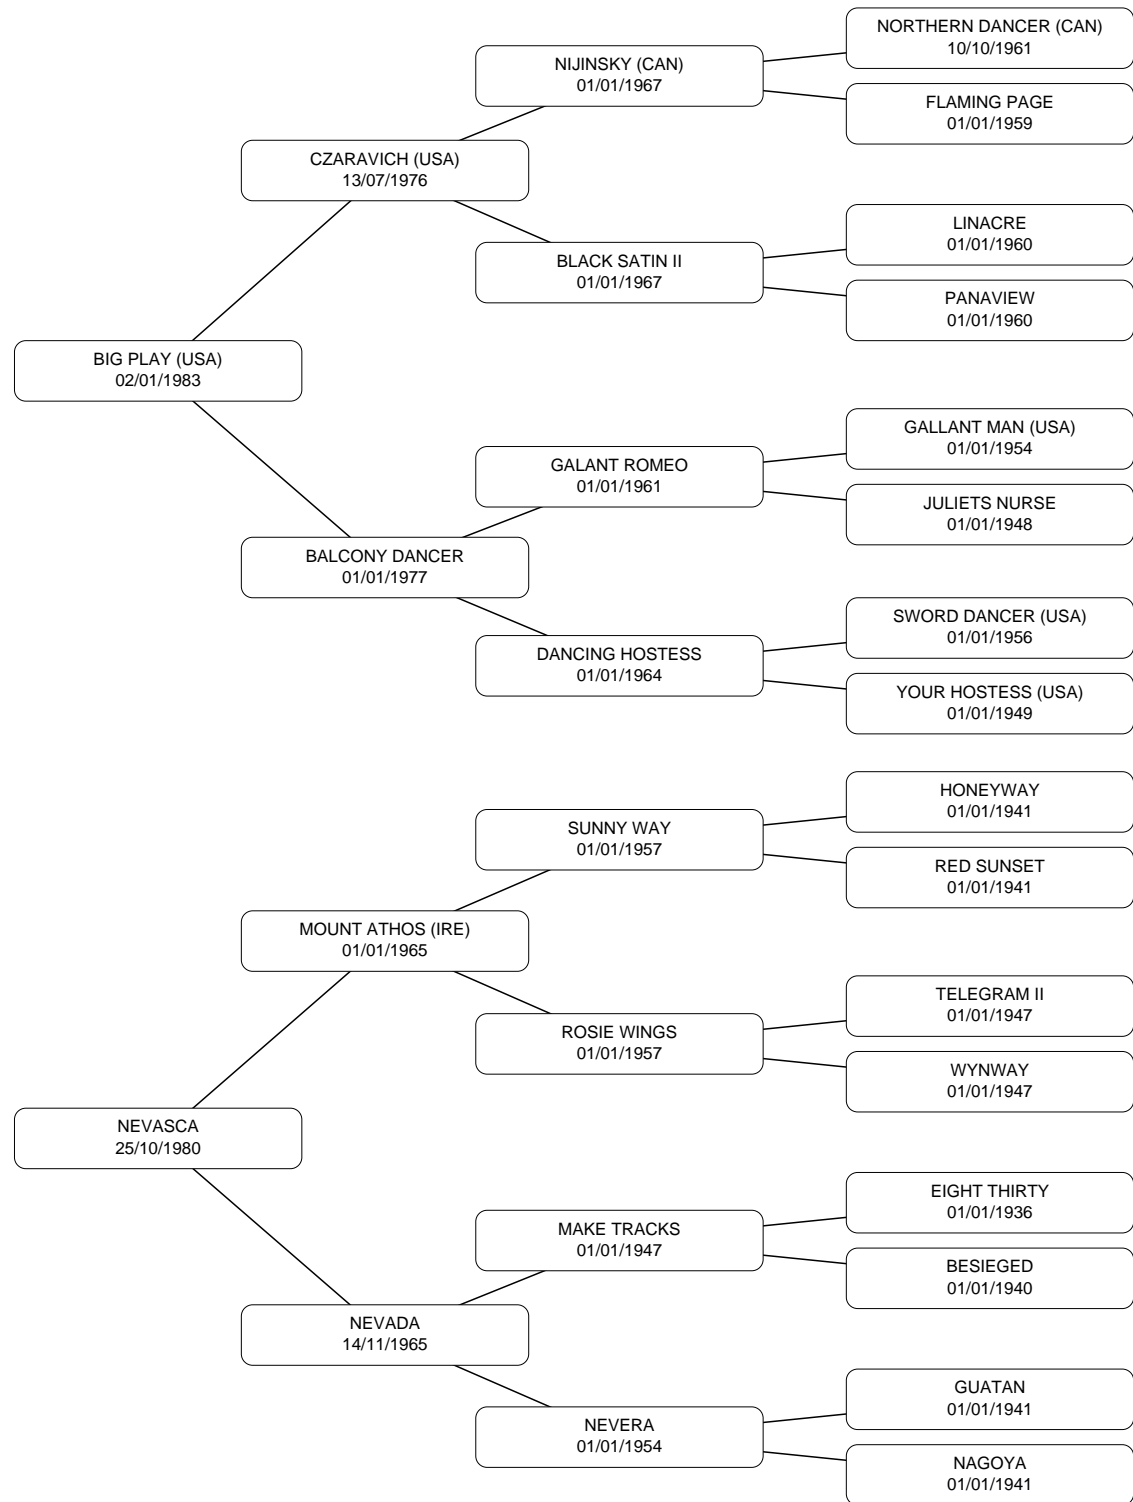 NORTHERN DANCER (CAN)
10/10/1961
NIJINSKY (CAN)
01/01/1967
FLAMING PAGE
01/01/1959
CZARAVICH (USA)
13/07/1976
LINACRE
01/01/1960
BLACK SATIN II
01/01/1967
PANAVIEW
01/01/1960
BIG PLAY (USA)
02/01/1983
GALLANT MAN (USA)
01/01/1954
GALANT ROMEO
01/01/1961
JULIETS NURSE
01/01/1948
BALCONY DANCER
01/01/1977
SWORD DANCER (USA)
01/01/1956
DANCING HOSTESS
01/01/1964
YOUR HOSTESS (USA)
01/01/1949
HONEYWAY
01/01/1941
SUNNY WAY
01/01/1957
RED SUNSET
01/01/1941
MOUNT ATHOS (IRE)
01/01/1965
TELEGRAM II
01/01/1947
ROSIE WINGS
01/01/1957
WYNWAY
01/01/1947
NEVASCA
25/10/1980
EIGHT THIRTY
01/01/1936
MAKE TRACKS
01/01/1947
BESIEGED
01/01/1940
NEVADA
14/11/1965
GUATAN
01/01/1941
NEVERA
01/01/1954
NAGOYA
01/01/1941